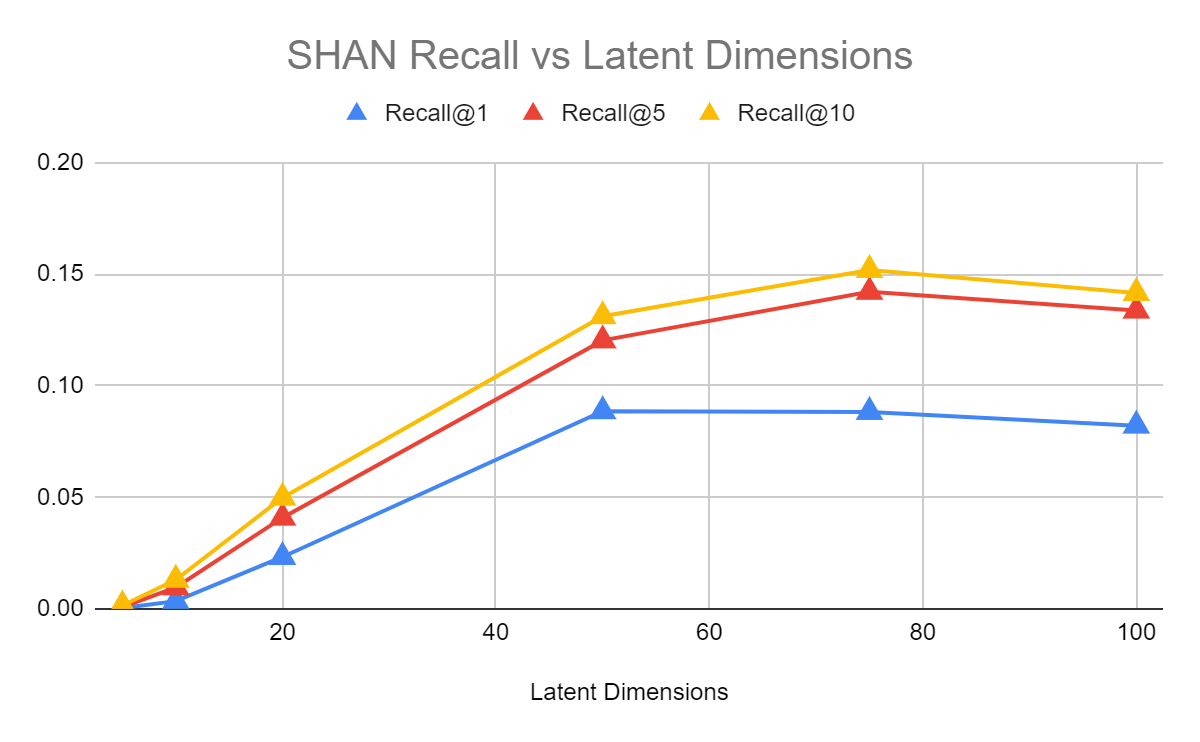 SHAN Recall vs Latent Dimensions
Recall@1 Recall@5 Recall@10
0.20
0.15
0.10
0.05
0.00
20 40 60 80 100
Latent Dimensions